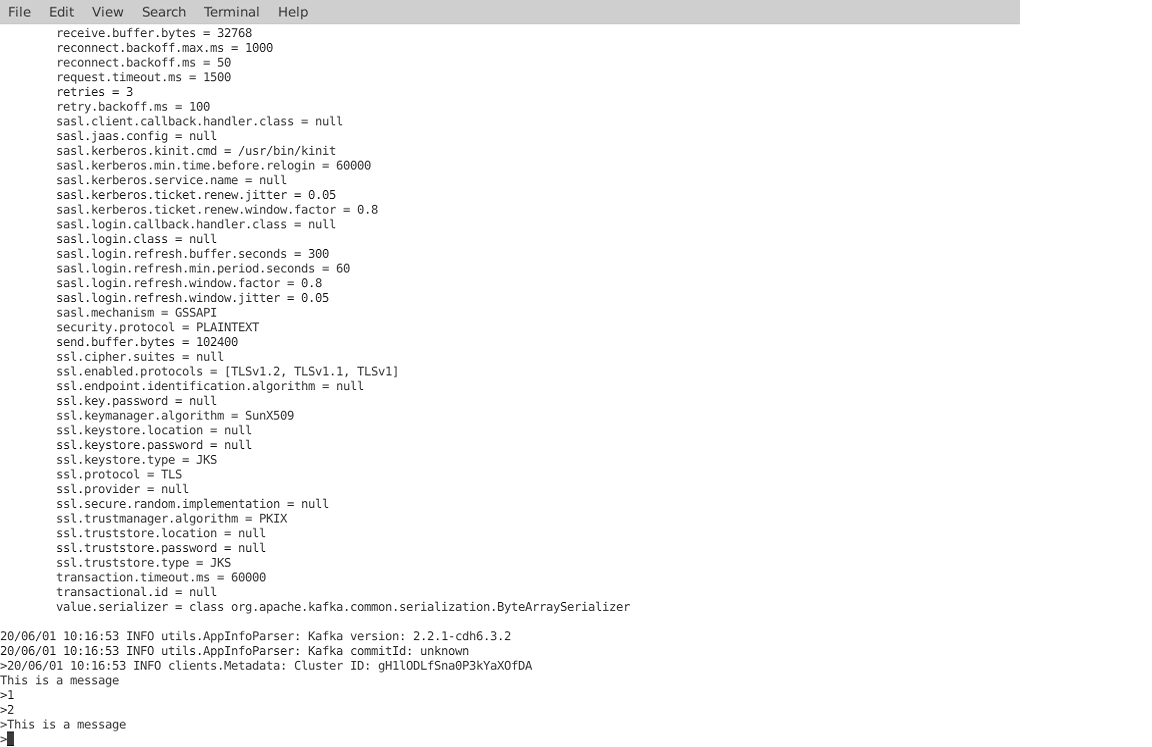 File Edit View Search Terminal Help
receive.buffer.bytes = 32768
reconnect.backoff.max.ms = 1000
reconnect.backoff.ms = 50
request.timeout.ms = 1500
retries = 3
retry.backoff.ms = 100
sasl.client.callback.handler.class = null
sasl.jaas.config = null
sasl.kerberos.kinit.cmd = /usr/bin/kinit
sasl.kerberos.min.time.before.relogin = 60000
sasl.kerberos.service.name = null
sasl.kerberos.ticket.renew.jitter = 0.05
sasl.kerberos.ticket.renew.window.factor = 0.8
sasl.login.callback.handler.class = null
sasl.login.class = null
sasl.login.refresh.buffer.seconds = 300
sasl.login.refresh.min.period.seconds = 60
sasl.login.refresh.window.factor = 0.8
sasl.login.refresh.window.jitter = 0.05
sasl.mechanism = GSSAPI
security.protocol = PLAINTEXT
send.buffer.bytes = 102400
ssl.cipher.suites = null
ssl.enabled.protocols = [TLSv1.2, TLSv1.1, TLSv1]
ssl.endpoint.identification.algorithm = null
ssl.key.password = null
ssl.keymanager.algorithm = SunX509
ssl.keystore.location = null
ssl.keystore.password = null
ssl.keystore.type = JKS
ssl.protocol = TLS
ssl.provider = null
ssl.secure.random.implementation = null
ssl.trustmanager.algorithm = PKIX
ssl.truststore.location = null
ssl.truststore.password = null
ssl.truststore.type = JKS
transaction.timeout.ms = 60000
transactional.id = null
value.serializer = class org.apache.kafka.common.serialization.ByteArraySerializer
20/06/01 10:16:53 INFO utils.AppInfoParser: Kafka version: 2.2.1-cdh6.3.2
20/06/01 10:16:53 INFO utils.AppInfoParser: Kafka commitId: unknown
>20/06/01 10:16:53 INFO clients.Metadata: Cluster ID: gH1lODLfSna0P3kYaXOfDA
This is a message
>1
>2
>This is a message
>